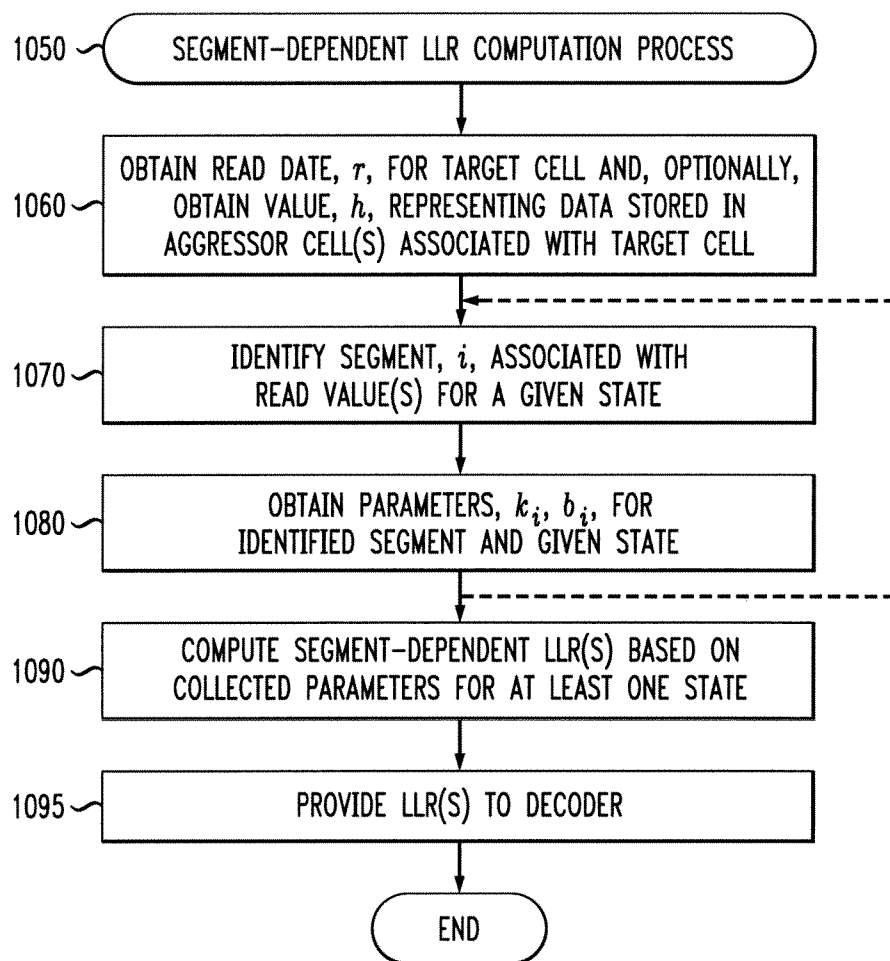 1050 SEGMENT-DEPENDENT LLR COMPUTATION PROCESS
OBTAIN READ DATE, r, FOR TARGET CELL AND, OPTIONALLY,
1060 OBTAIN VALUE, h, REPRESENTING DATA STORED IN
AGGRESSOR CELL(S) ASSOCIATED WITH TARGET CELL
IDENTIFY SEGMENT, i, ASSOCIATED WITH
1070 READ VALUE(S) FOR A GIVEN STATE
OBTAIN PARAMETERS, k_i, b_i, FOR
1080 IDENTIFIED SEGMENT AND GIVEN STATE
COMPUTE SEGMENT-DEPENDENT LLR(S) BASED ON
1090 COLLECTED PARAMETERS FOR AT LEAST ONE STATE
1095 PROVIDE LLR(S) TO DECODER
END